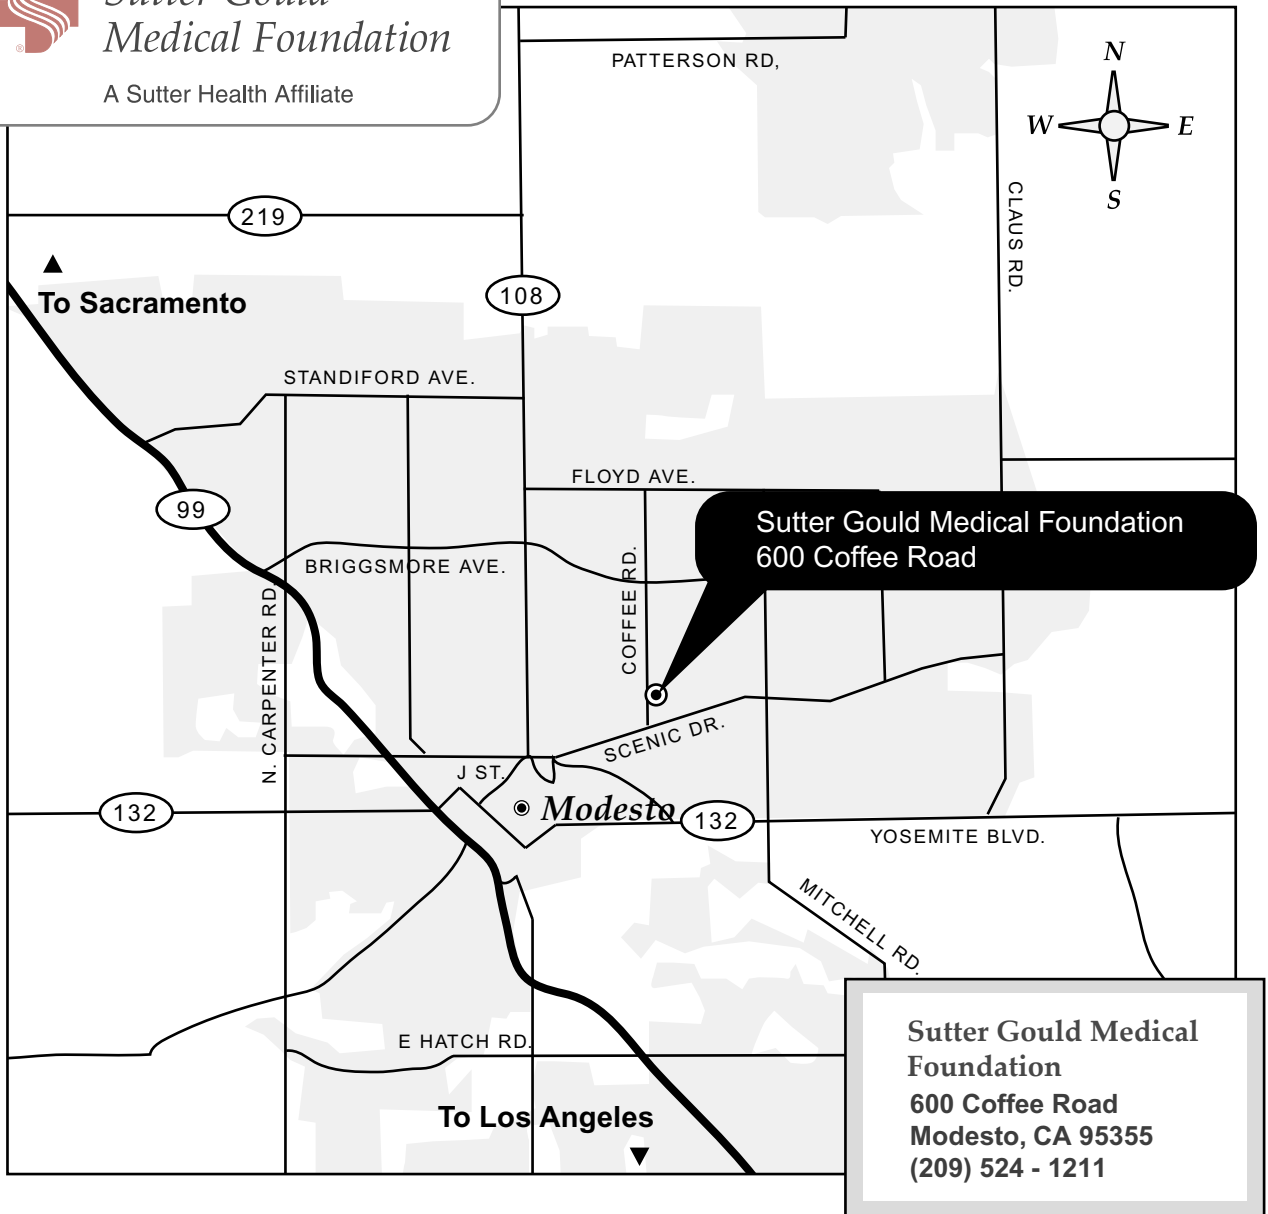 Sutter Gould
Medical Foundation
®
A Sutter Health Affiliate
PATTERSON RD,
N
W
E
S
219
CLAUS RD.
To Sacramento
108
STANDIFORD AVE.
FLOYD AVE.
99
Sutter Gould Medical Foundation
600 Coffee Road
BRIGGSMORE AVE.
COFFEE RD.
N. CARPENTER RD.
SCENIC DR.
J ST.
Modesto
132
132
YOSEMITE BLVD.
MITCHELL RD.
E HATCH RD.
To Los Angeles
Sutter Gould Medical
Foundation
600 Coffee Road
Modesto, CA 95355
(209) 524 - 1211